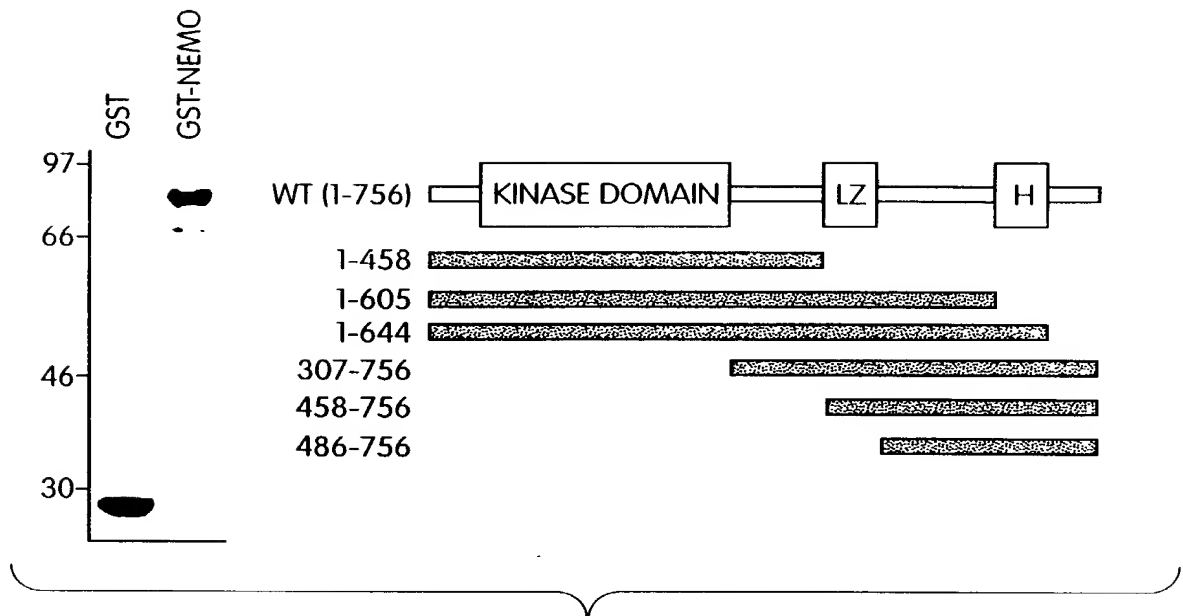 GST
GST-NEMO
97
66
46
30
WT (1-756)
KINASE DOMAIN
LZ
H
1-458
1-605
1-644
307-756
458-756
486-756